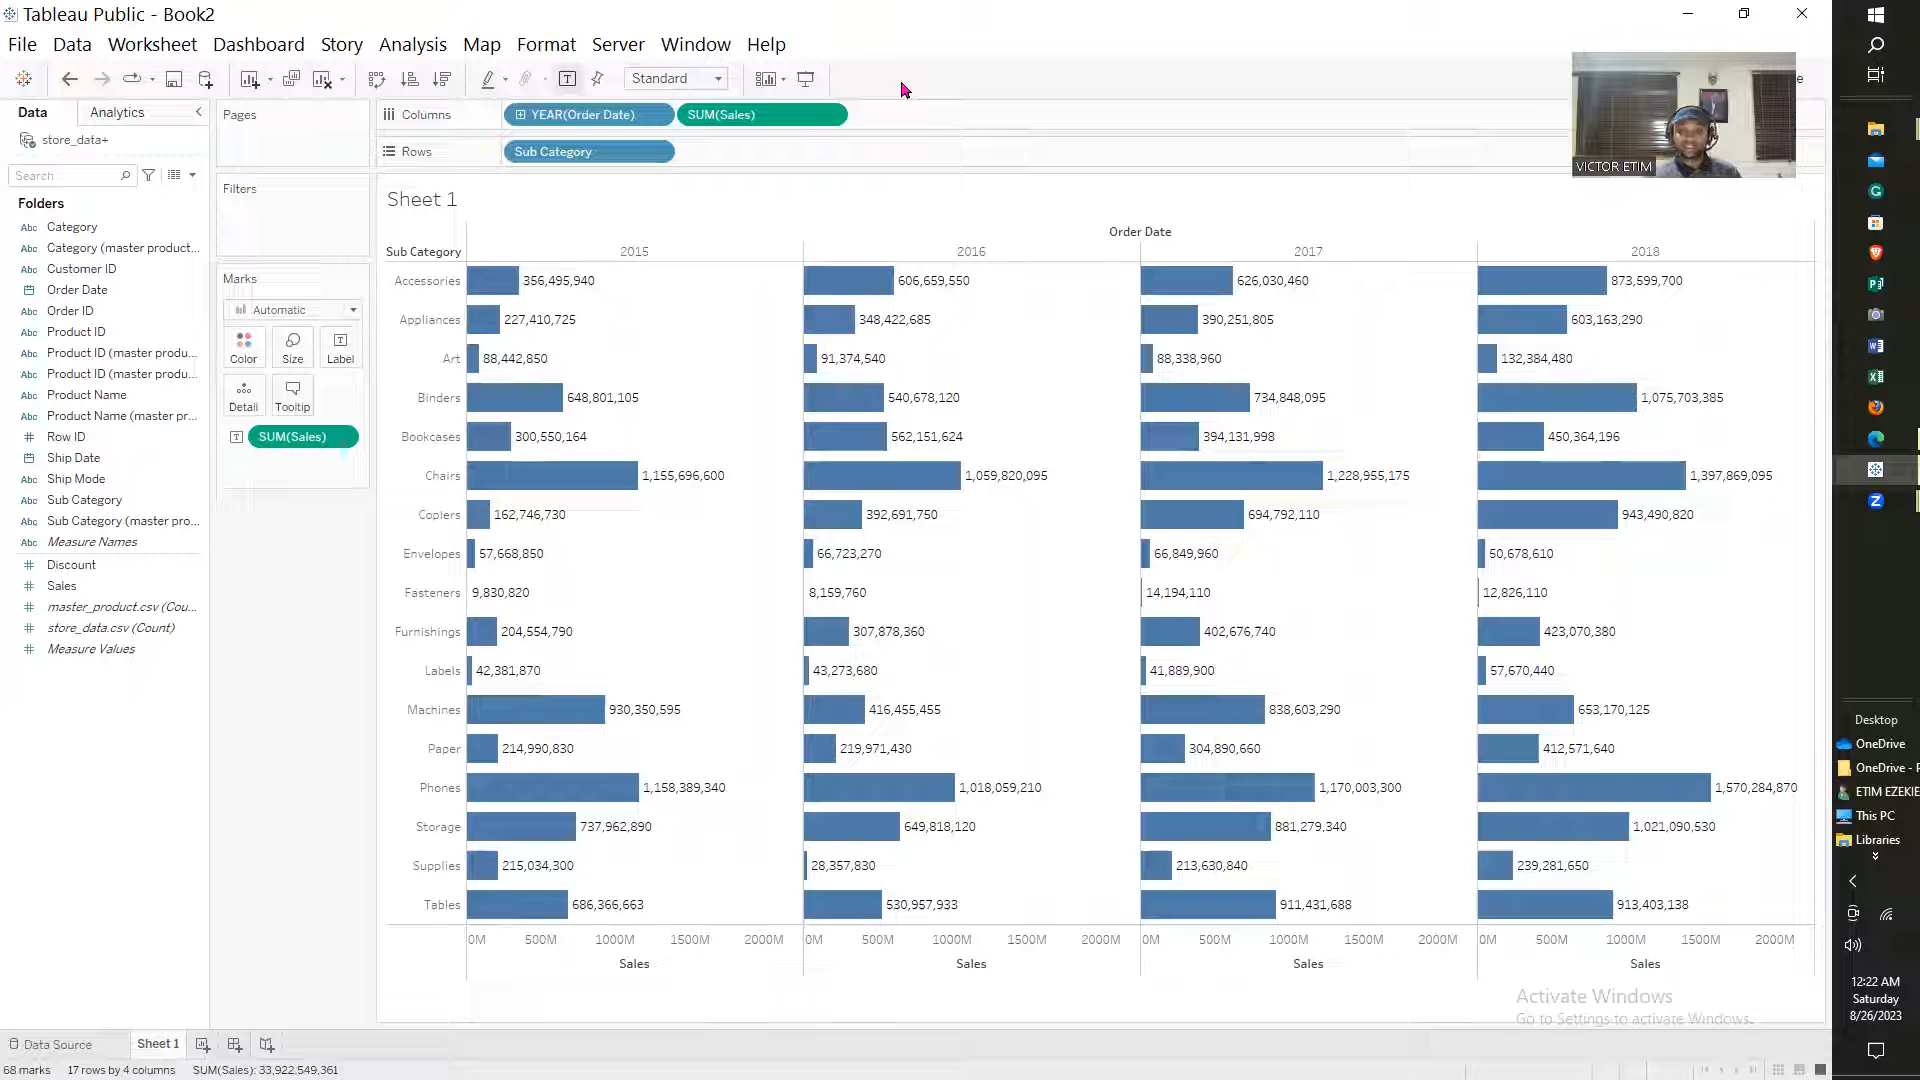 Tableau Public - Book2
File Data Worksheet Dashboard Story Analysis Map Format Server Window Help
Standard
Data Analytics
store_data+
Search
Folders
Abc Category
Abc Category (master product...
Abc Customer ID
Order Date
Abc Order ID
Abc Product ID
Abc Product ID (master produ...
Abc Product ID (master produ...
Abc Product Name
Abc Product Name (master pr...
# Row ID
Ship Date
Abc Ship Mode
Abc Sub Category
Abc Sub Category (master pro...
Abc Measure Names
# Discount
# Sales
# master_product.csv (Cou...
# store_data.csv (Count)
# Measure Values
Pages
Filters
Marks
Automatic
Color Size Label
Detail Tooltip
SUM(Sales)
Columns YEAR(Order Date) SUM(Sales)
Rows Sub Category
VICTOR ETIM
Sheet 1
Order Date
Sub Category 2015 2016 2017 2018
Accessories 356,495,940 606,659,550 626,030,460 873,599,700
Appliances 227,410,725 348,422,685 390,251,805 603,163,290
Art 88,442,850 91,374,540 88,338,960 132,384,480
Binders 648,801,105 540,678,120 734,848,095 1,075,703,385
Bookcases 300,550,164 562,151,624 394,131,998 450,364,196
Chairs 1,155,696,600 1,059,820,095 1,228,955,175 1,397,869,095
Copiers 162,746,730 392,691,750 694,792,110 943,490,820
Envelopes 57,668,850 66,723,270 66,849,960 50,678,610
Fasteners 9,830,820 8,159,760 14,194,110 12,826,110
Furnishings 204,554,790 307,878,360 402,676,740 423,070,380
Labels 42,381,870 43,273,680 41,889,900 57,670,440
Machines 930,350,595 416,455,455 838,603,290 653,170,125
Paper 214,990,830 219,971,430 304,890,660 412,571,640
Phones 1,158,389,340 1,018,059,210 1,170,003,300 1,570,284,870
Storage 737,962,890 649,818,120 881,279,340 1,021,090,530
Supplies 215,034,300 28,357,830 213,630,840 239,281,650
Tables 686,366,663 530,957,933 911,431,688 913,403,138
0M 500M 1000M 1500M 2000M 0M 500M 1000M 1500M 2000M 0M 500M 1000M 1500M 2000M 0M 500M 1000M 1500M 2000M
Sales Sales Sales Sales
Activate Windows
Go to Settings to activate Windows.
Data Source Sheet 1
68 marks 17 rows by 4 columns SUM(Sales): 33,922,549,361
Desktop
OneDrive
OneDrive - P
ETIM EZEKIE
This PC
Libraries
12:22 AM
Saturday
8/26/2023